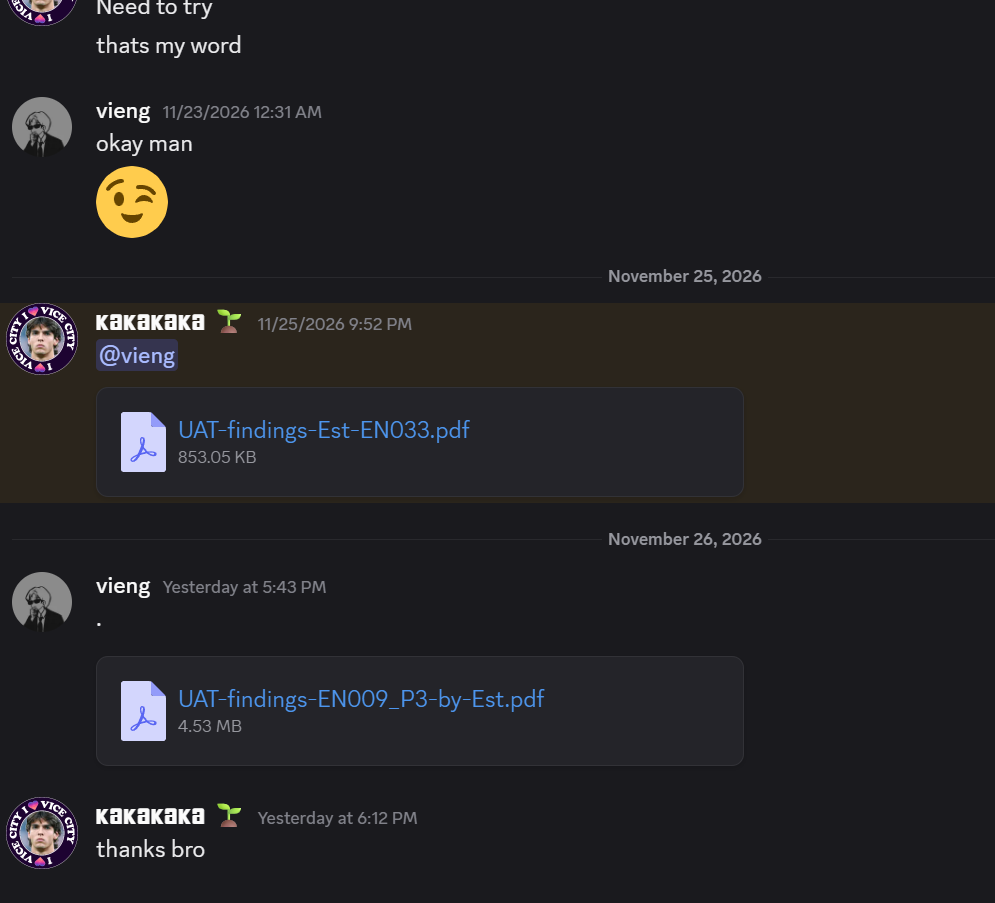 Need to try
thats my word
vieng 11/23/2026 12:31 AM
okay man
November 25, 2026
KAKAKAKA 11/25/2026 9:52 PM
@vieng
UAT-findings-Est-EN033.pdf
853.05 KB
November 26, 2026
vieng Yesterday at 5:43 PM
.
UAT-findings-EN009_P3-by-Est.pdf
4.53 MB
KAKAKAKA Yesterday at 6:12 PM
thanks bro